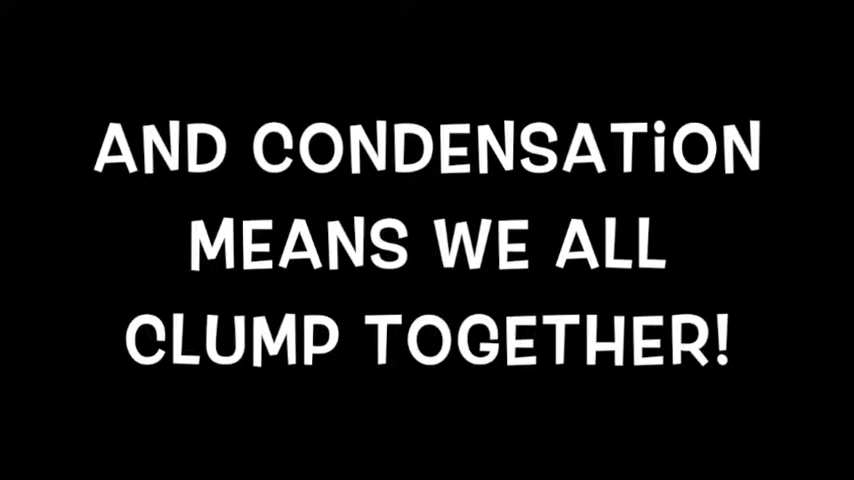 AND CONDENSATiON
MEANS WE ALL
CLUMP TOGETHER!